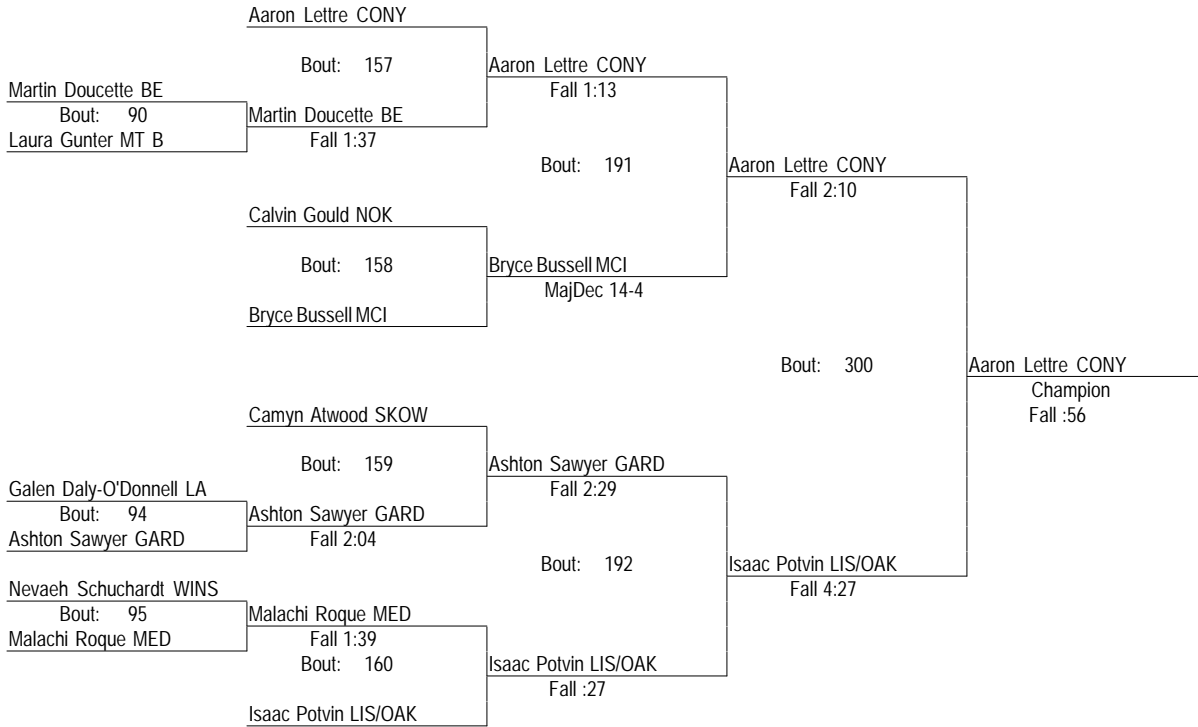 Aaron Lettre CONY
Bout: 157
Aaron Lettre CONY
Fall 1:13
Martin Doucette BE
Bout: 90
Martin Doucette BE
Laura Gunter MT B
Fall 1:37
Bout: 191
Aaron Lettre CONY
Fall 2:10
Calvin Gould NOK
Bout: 158
Bryce Bussell MCI
MajDec 14-4
Bryce Bussell MCI
Bout: 300
Aaron Lettre CONY
Champion
Fall :56
Camyn Atwood SKOW
Bout: 159
Ashton Sawyer GARD
Fall 2:29
Galen Daly-O'Donnell LA
Bout: 94
Ashton Sawyer GARD
Ashton Sawyer GARD
Fall 2:04
Bout: 192
Isaac Potvin LIS/OAK
Fall 4:27
Nevaeh Schuchardt WINS
Bout: 95
Malachi Roque MED
Malachi Roque MED
Fall 1:39
Bout: 160
Isaac Potvin LIS/OAK
Fall :27
Isaac Potvin LIS/OAK